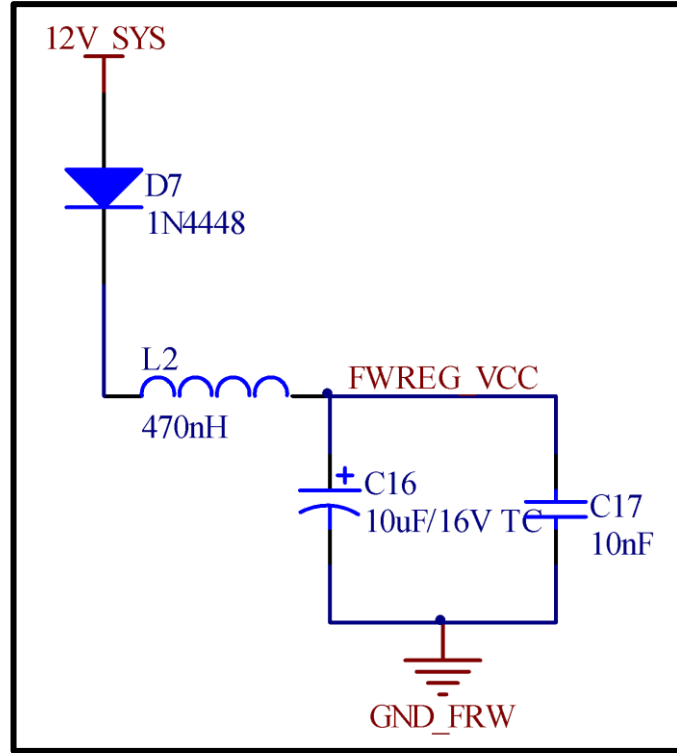 12V_SYS
D7
1N4448
L2
470nH
FWREG_VCC
+
C16
10uF/16V TC
C17
10nF
GND_FRW